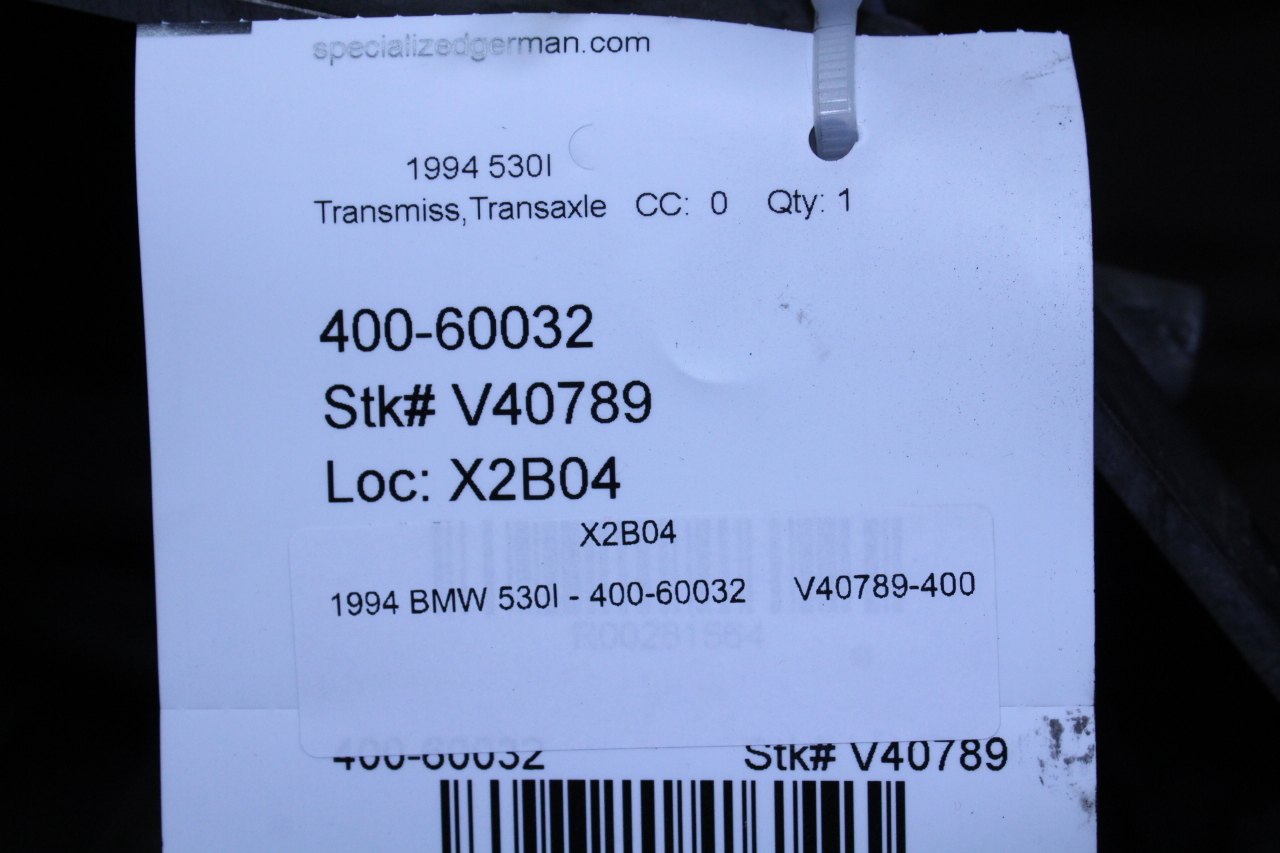 specializedgerman.com
1994 530I
Transmiss,Transaxle CC: 0 Qty: 1
400-60032
Stk# V40789
Loc: X2B04
X2B04
1994 BMW 530I - 400-60032 V40789-400
400-60032 Stk# V40789